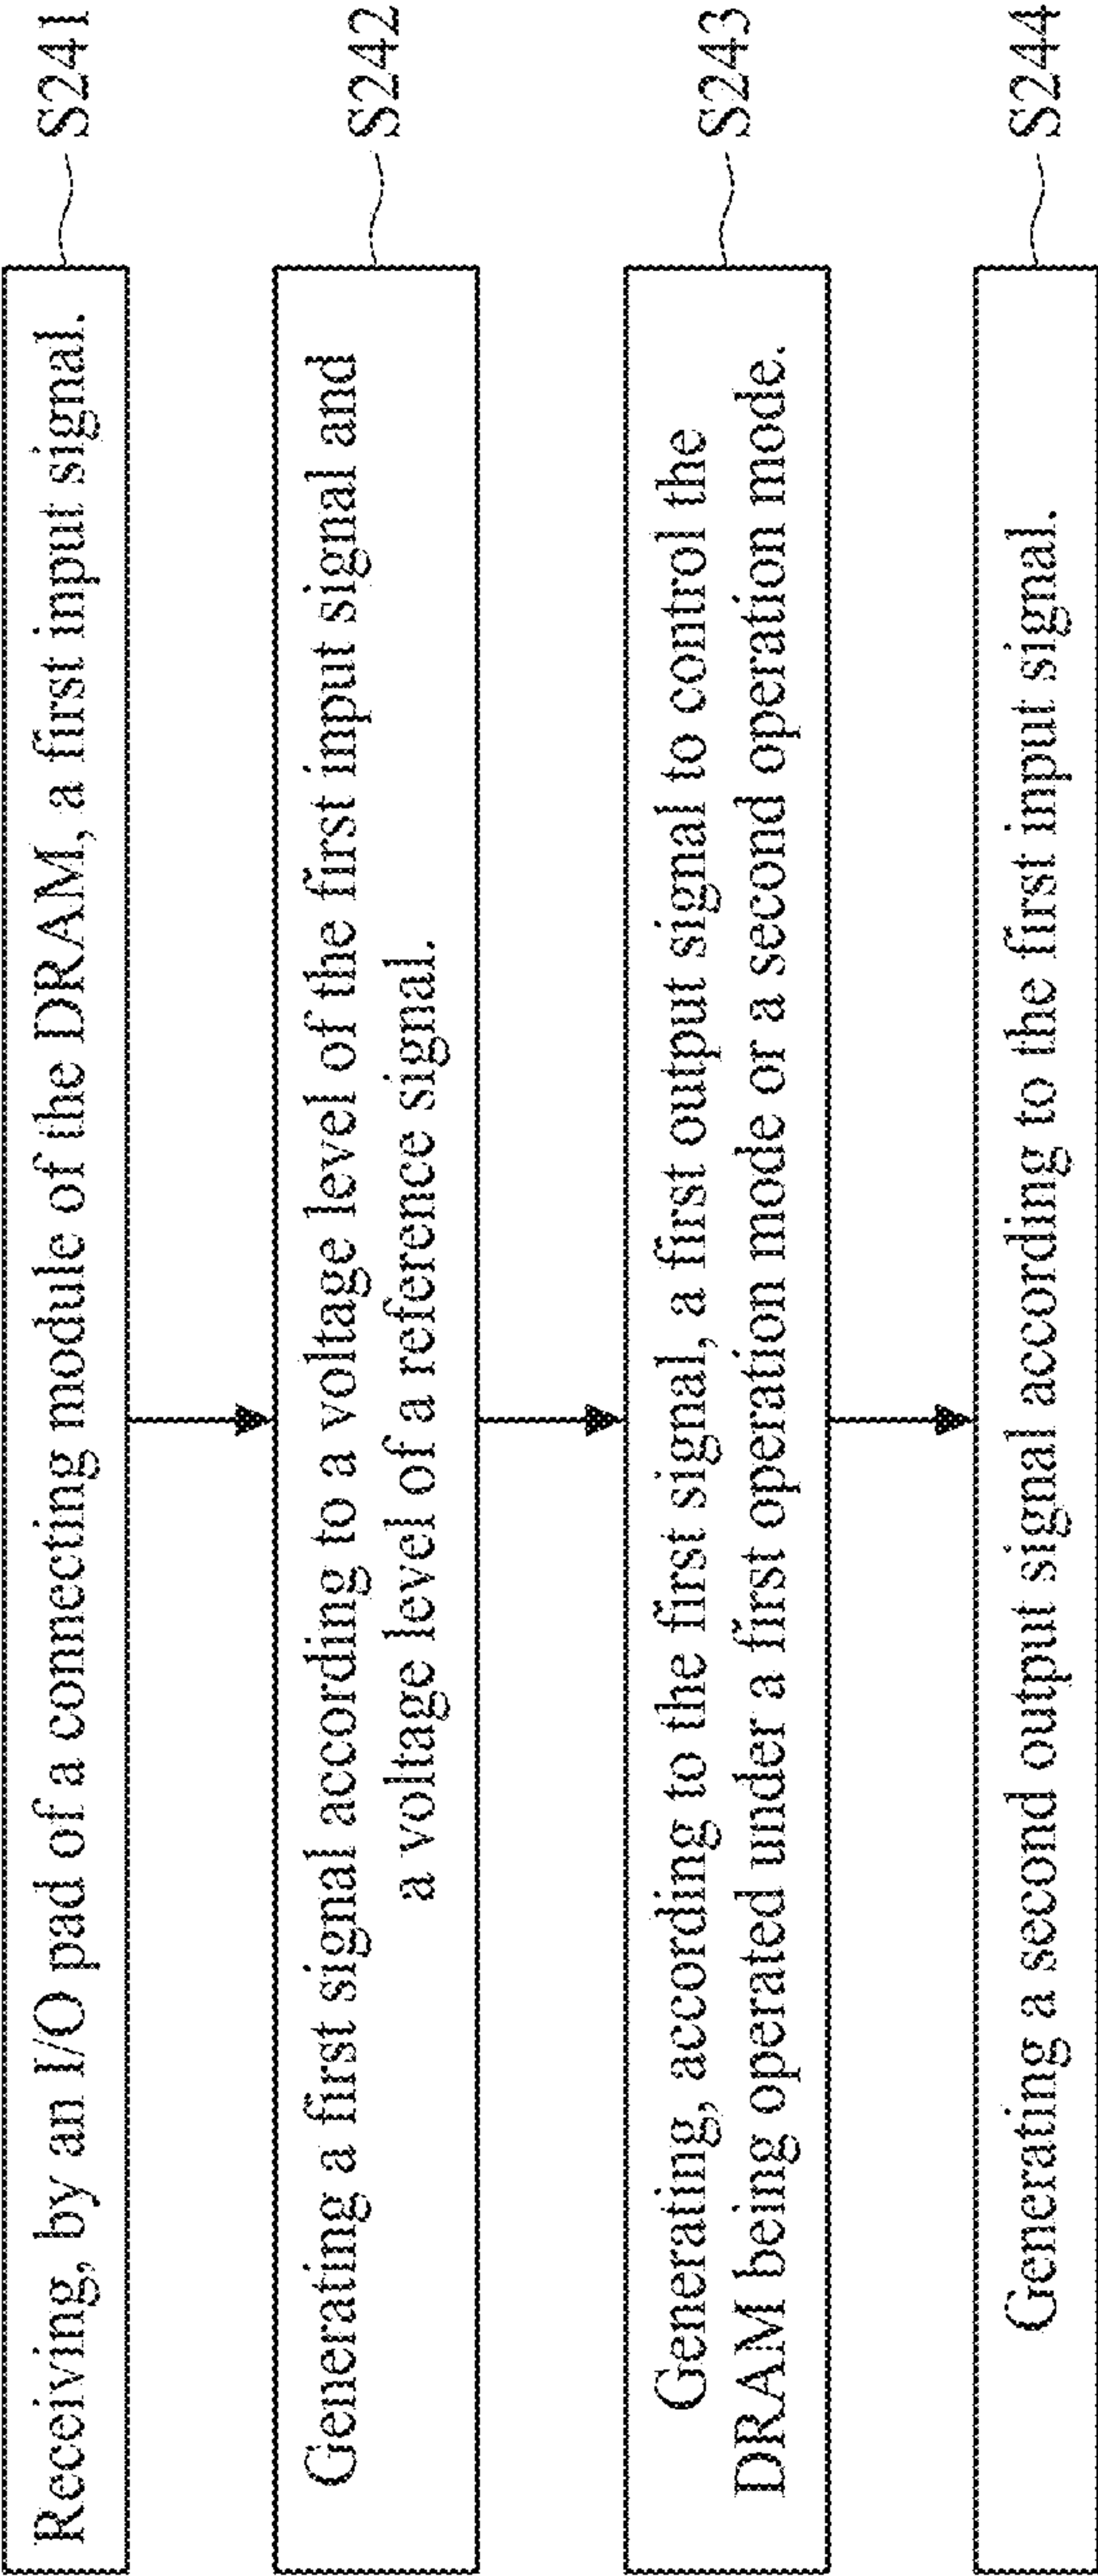 Receiving, by an I/O pad of a connecting module of the DRAM, a first input signal.
S241
Generating a first signal according to a voltage level of the first input signal and
a voltage level of a reference signal.
S242
Generating, according to the first signal, a first output signal to control the
DRAM being operated under a first operation mode or a second operation mode.
S243
Generating a second output signal according to the first input signal.
S244